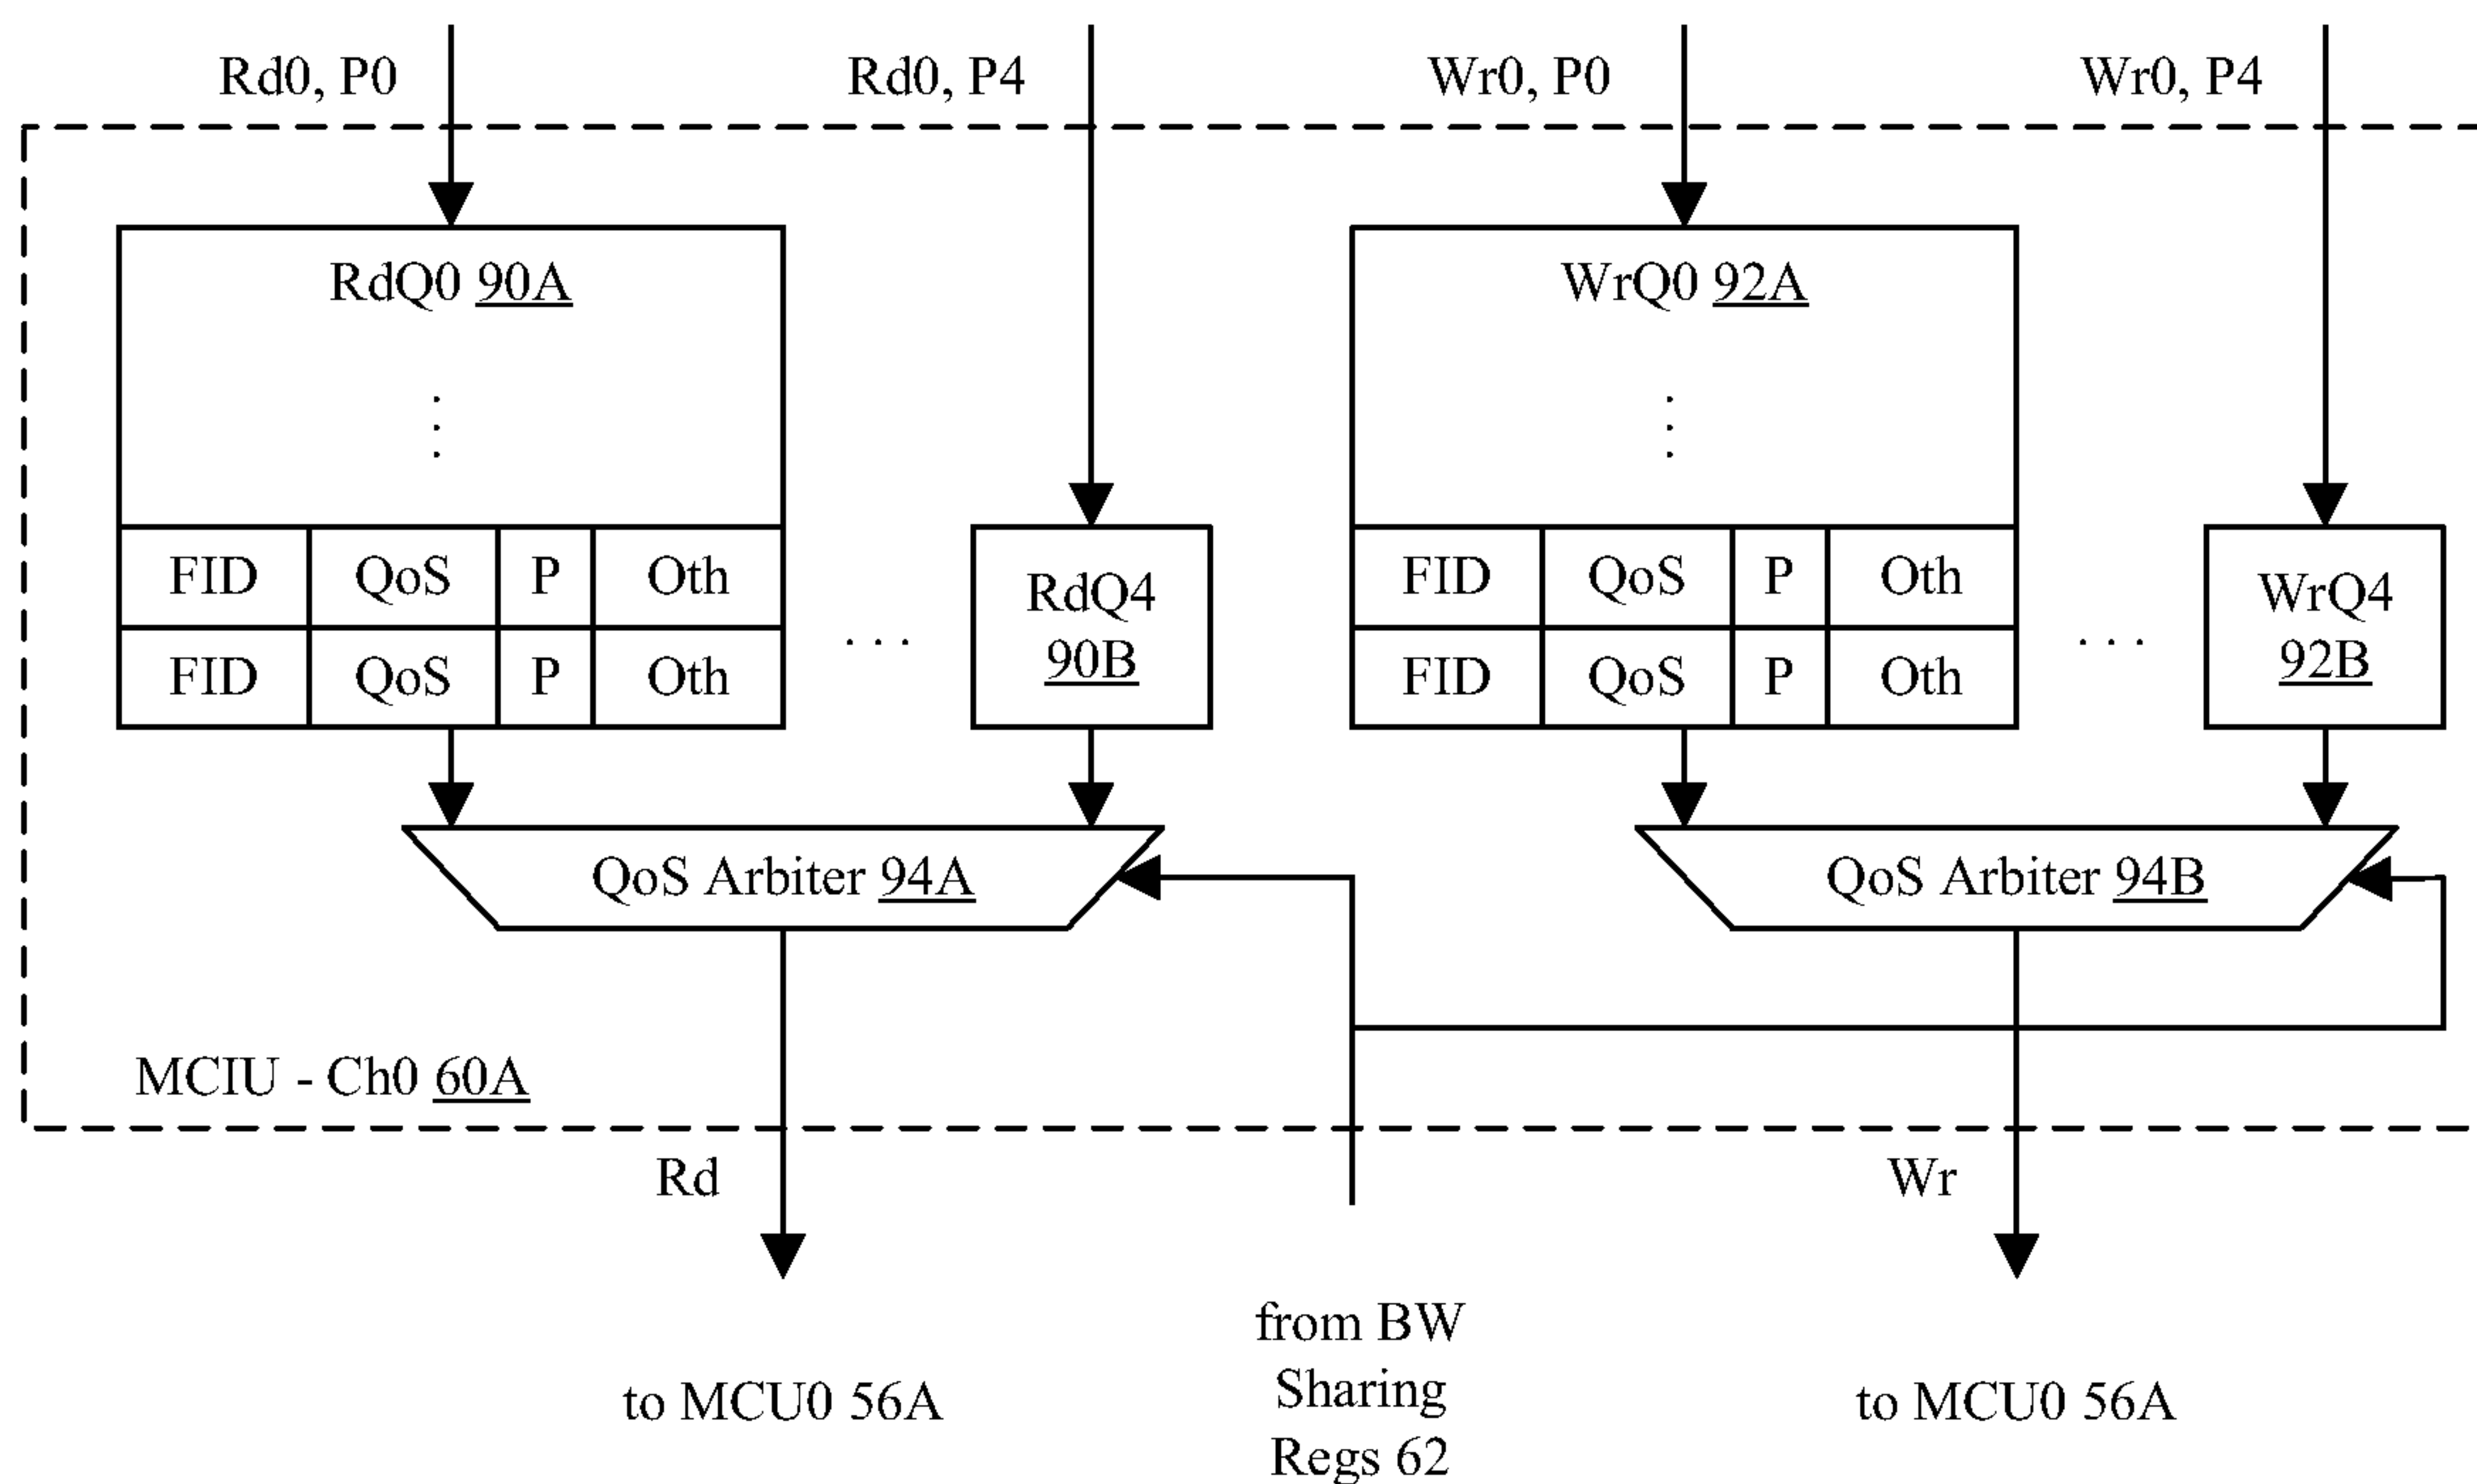 Rd0, P0
Rd0, P4
Wr0, P0
Wr0, P4
RdQ0 90A
WrQ0 92A
FID QoS P Oth
FID QoS P Oth
RdQ4
90B
FID QoS P Oth
FID QoS P Oth
WrQ4
92B
QoS Arbiter 94A
QoS Arbiter 94B
MCIU - Ch0 60A
Rd
Wr
to MCU0 56A
from BW
Sharing
Regs 62
to MCU0 56A